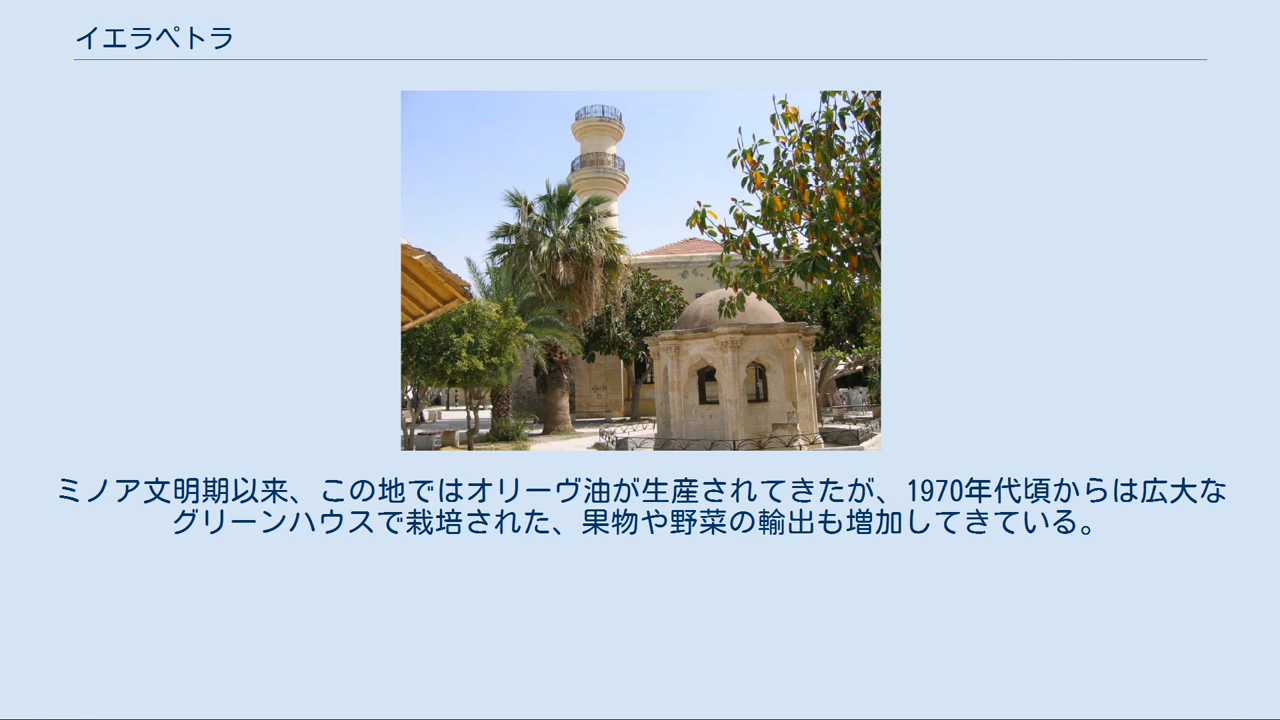 イエラペトラ
ミノア文明期以来、この地ではオリーヴ油が生産されてきたが、1970年代頃からは広大な
グリーンハウスで栽培された、果物や野菜の輸出も増加してきている。